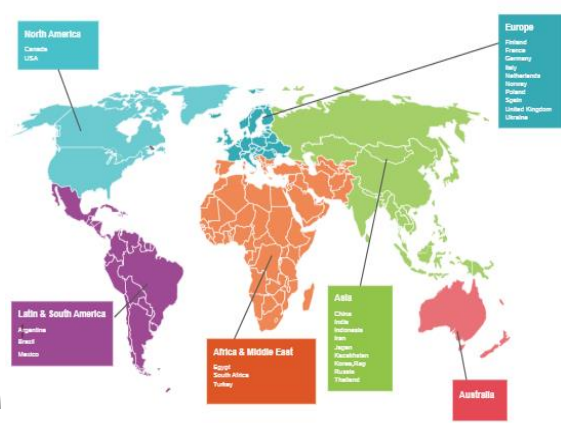 North America
Canada
USA
Europe
Finland
France
Germany
Italy
Netherlands
Norway
Poland
Spain
United Kingdom
Ukraine
Latin & South America
Argentina
Brazil
Mexico
Africa & Middle East
Egypt
South Africa
Turkey
Asia
China
India
Indonesia
Iran
Japan
Kazakhstan
Korea,Rep
Russia
Thailand
Australia